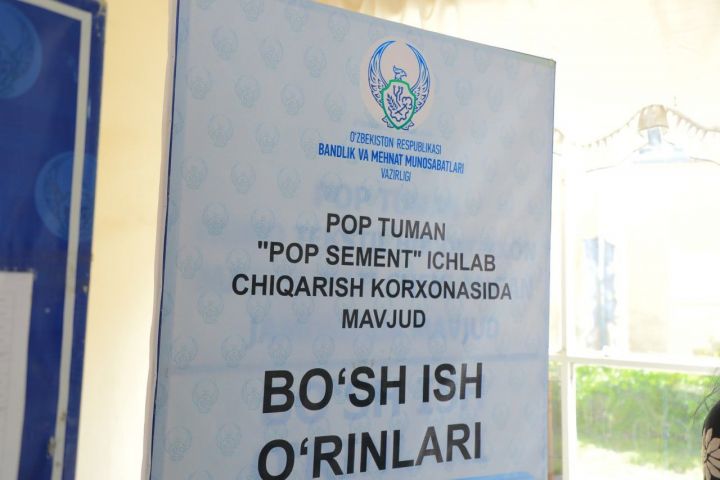 O'ZBEKISTON RESPUBLIKASI
BANDLIK VA MEHNAT MUNOSABATLARI
VAZIRLIGI
POP TUMAN
"POP SEMENT" ICHLAB
CHIQARISH KORXONASIDA
MAVJUD
BO‘SH ISH
O‘RINLARI